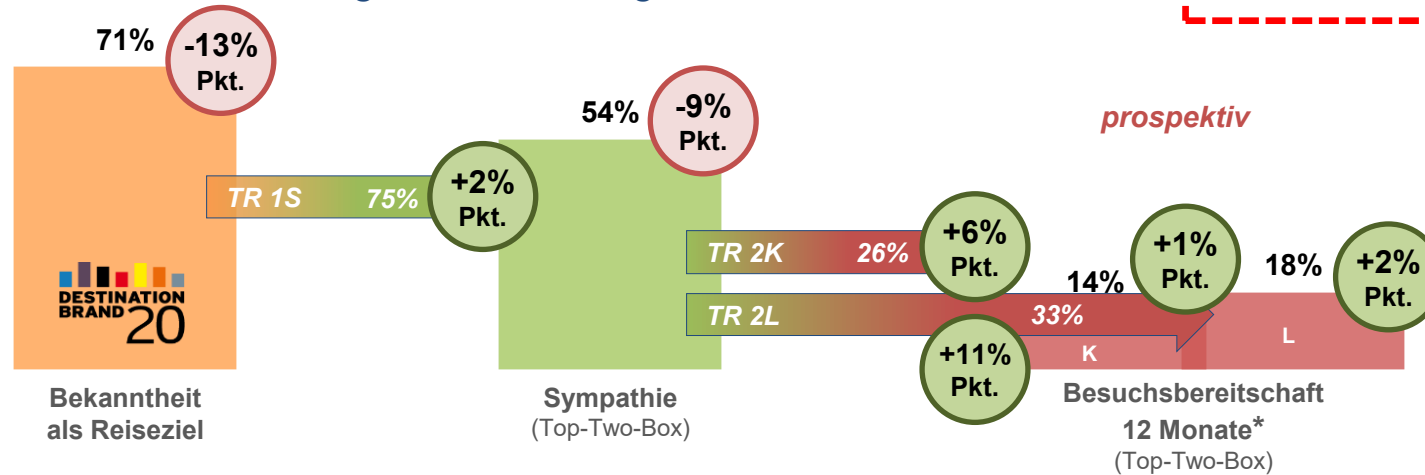 71%
-13%
Pkt.
54%
-9%
Pkt.
prospektiv
TR 1S 75%
+2%
Pkt.
TR 2K 26%
+6%
Pkt.
14%
+1%
Pkt.
18%
+2%
Pkt.
TR 2L 33%
+11%
Pkt.
K
L
DESTINATION
BRAND 20
Bekanntheit
als Reiseziel
Sympathie
(Top-Two-Box)
Besuchsbereitschaft
12 Monate*
(Top-Two-Box)